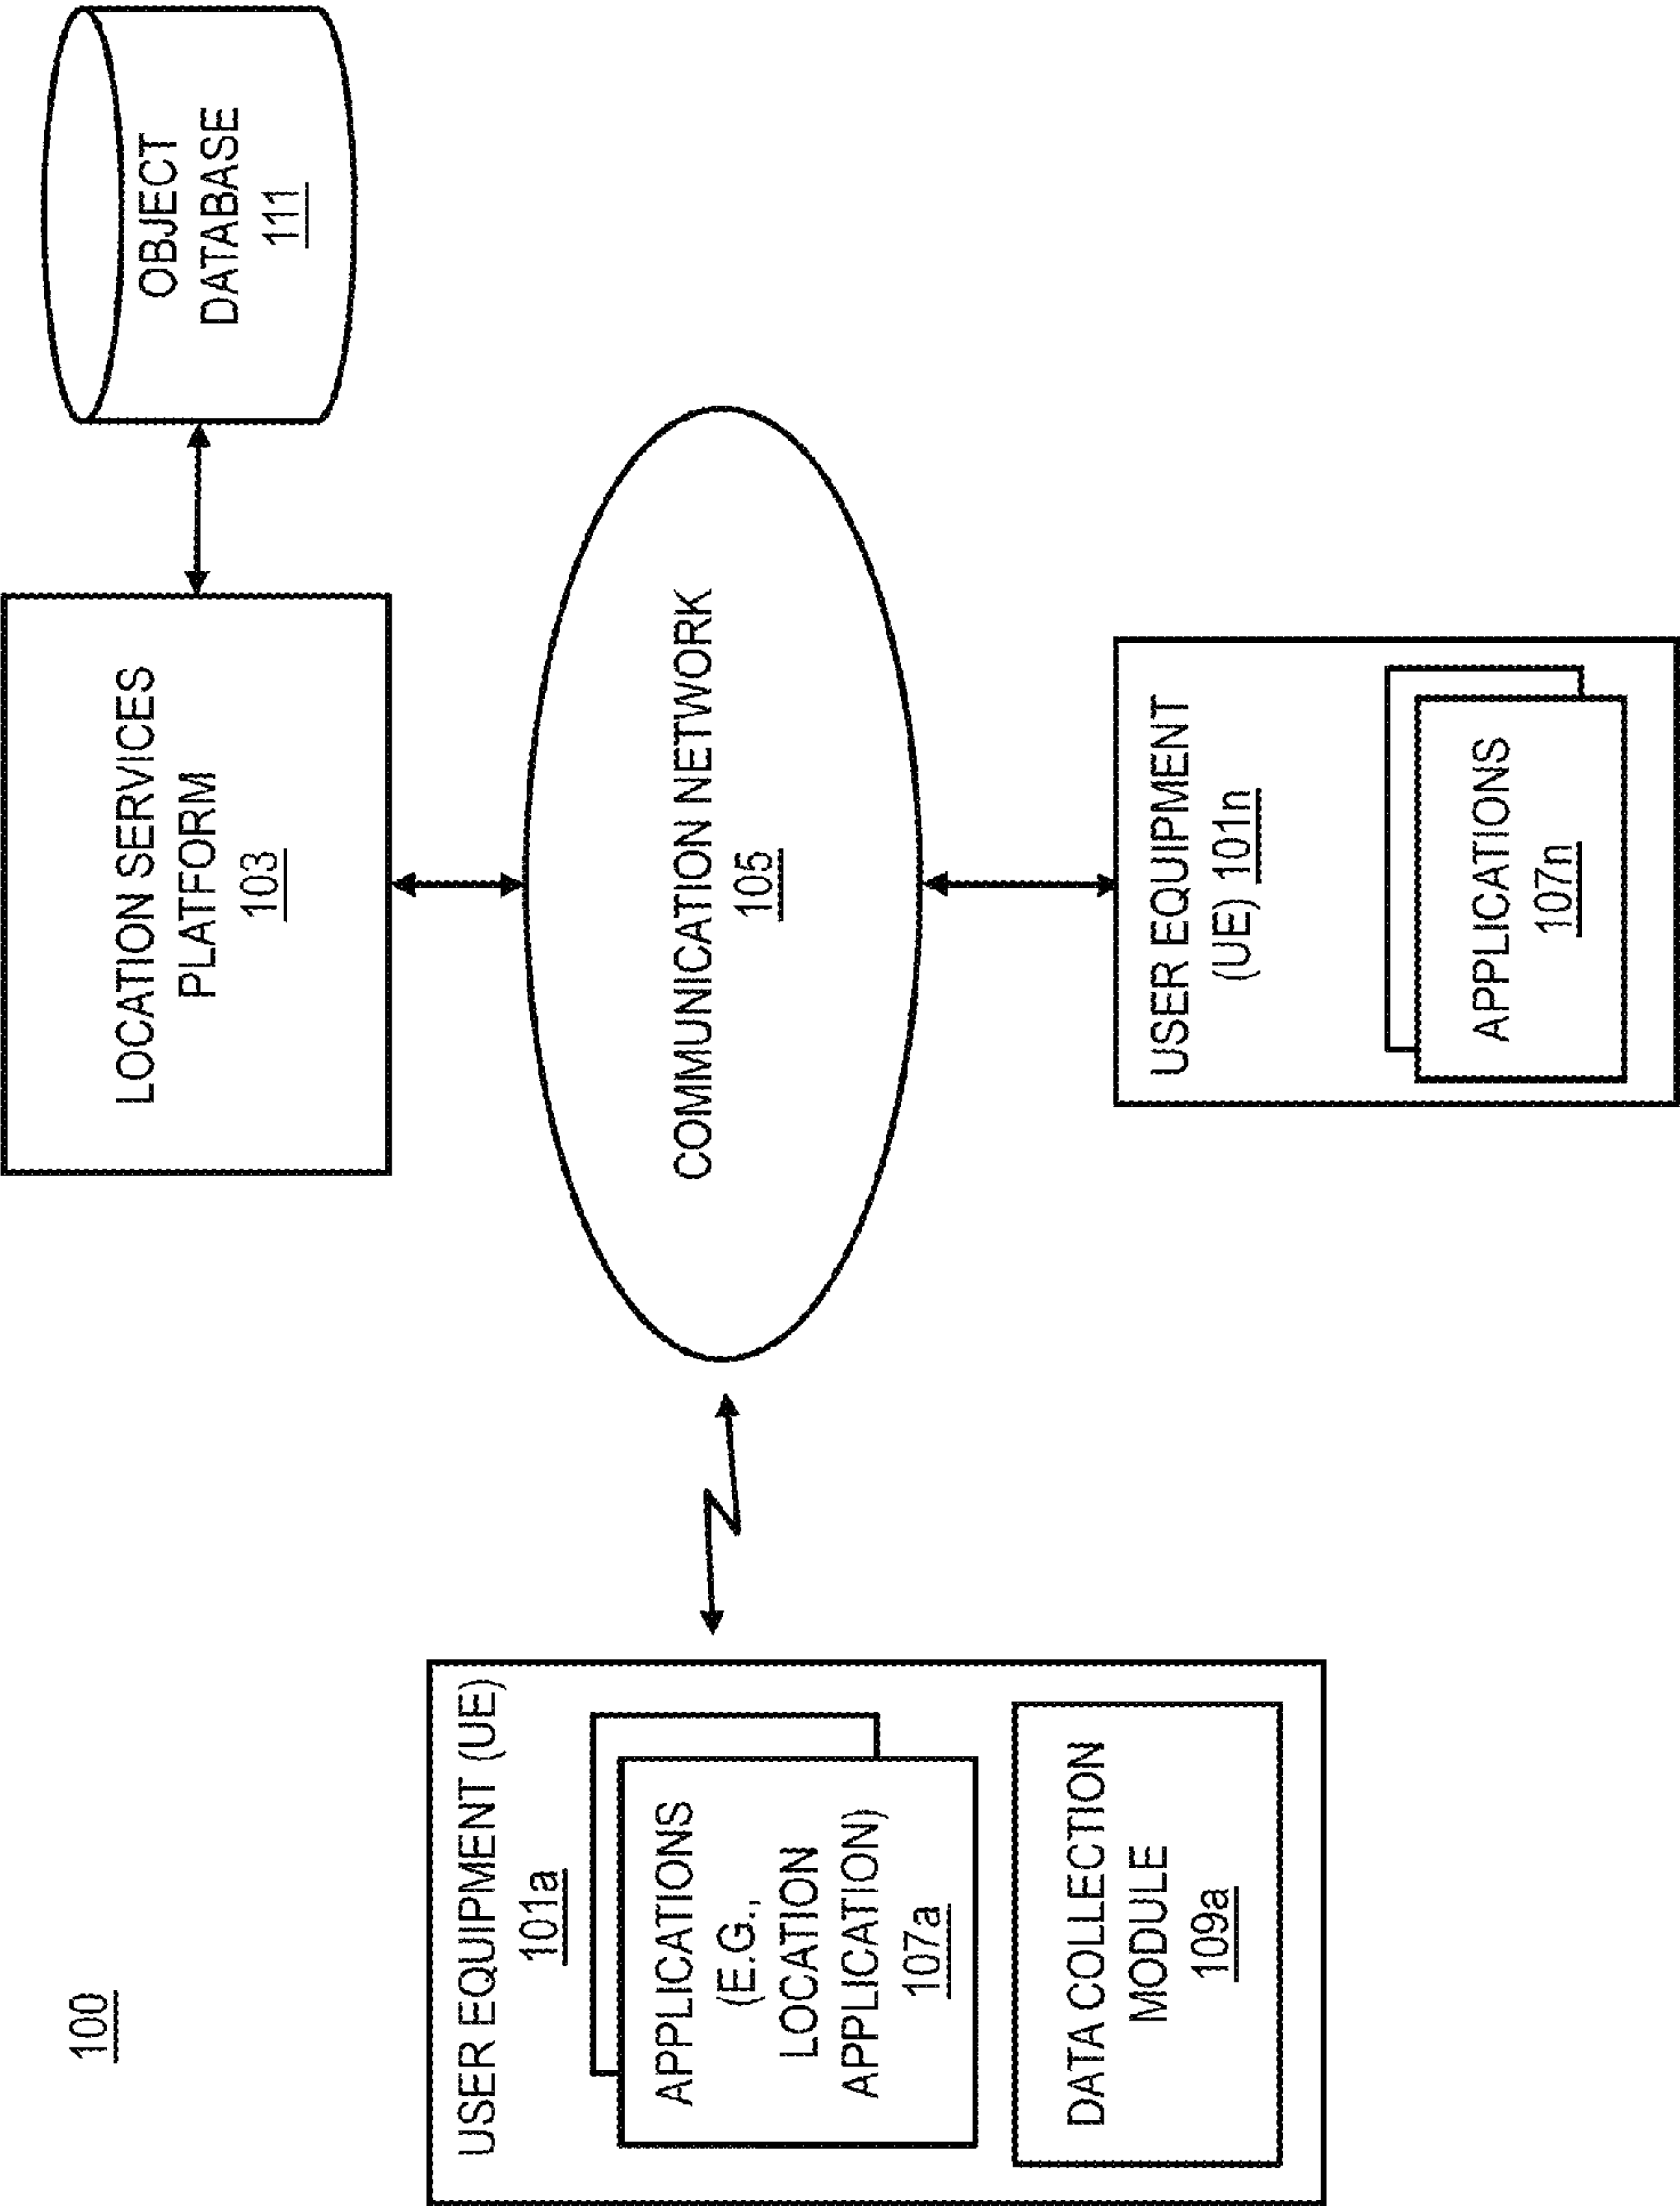 100
USER EQUIPMENT (UE)
101a
APPLICATIONS
(E.G.,
LOCATION
APPLICATION)
107a
DATA COLLECTION
MODULE
109a
LOCATION SERVICES
PLATFORM
103
OBJECT
DATABASE
111
COMMUNICATION NETWORK
105
USER EQUIPMENT
(UE) 101n
APPLICATIONS
107n